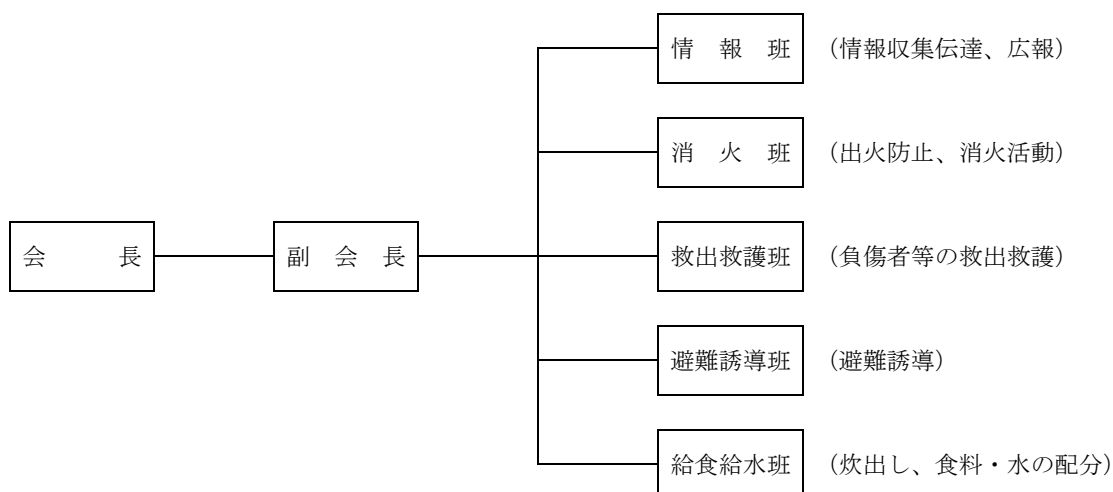 情報班 (情報収集伝達、広報)
消火班 (出火防止、消火活動)
会長 副会長 救出救護班 (負傷者等の救出救護)
避難誘導班 (避難誘導)
給食給水班 (炊出し、食料・水の配分)